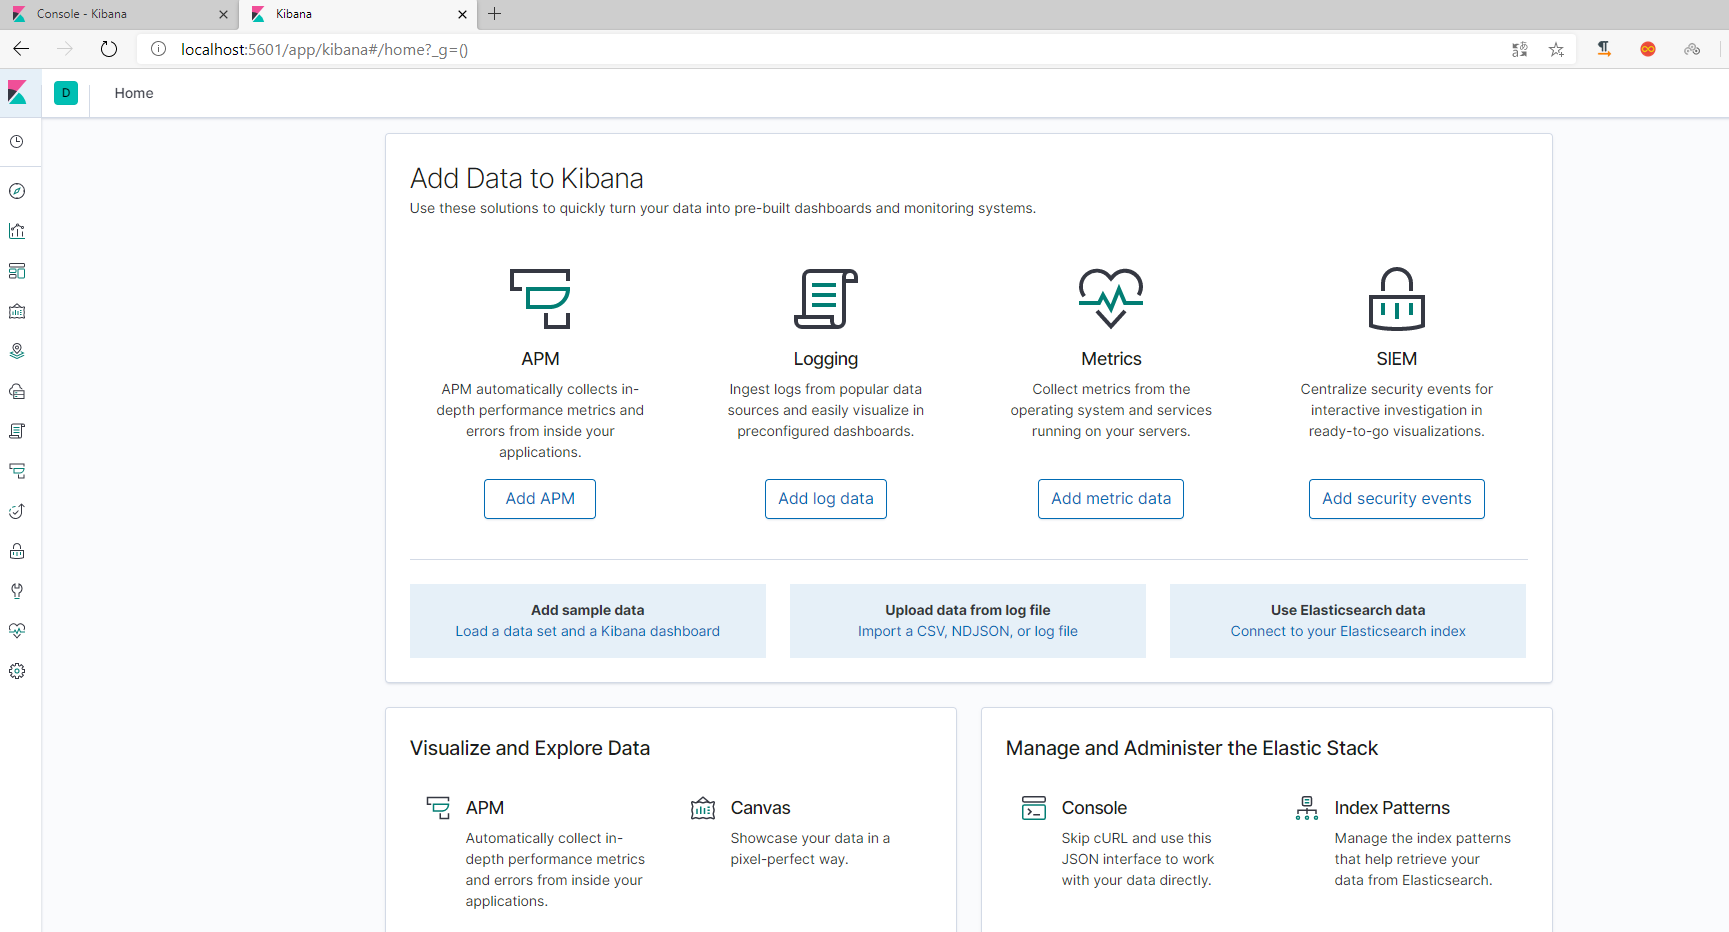 Console - Kibana
Kibana
localhost:5601/app/kibana#/home?_g=()
D
Home
Add Data to Kibana
Use these solutions to quickly turn your data into pre-built dashboards and monitoring systems.
APM
APM automatically collects in-
depth performance metrics and
errors from inside your
applications.
Add APM
Logging
Ingest logs from popular data
sources and easily visualize in
preconfigured dashboards.
Add log data
Metrics
Collect metrics from the
operating system and services
running on your servers.
Add metric data
SIEM
Centralize security events for
interactive investigation in
ready-to-go visualizations.
Add security events
Add sample data
Load a data set and a Kibana dashboard
Upload data from log file
Import a CSV, NDJSON, or log file
Use Elasticsearch data
Connect to your Elasticsearch index
Visualize and Explore Data
APM
Automatically collect in-
depth performance metrics
and errors from inside your
applications.
Canvas
Showcase your data in a
pixel-perfect way.
Manage and Administer the Elastic Stack
Console
Skip cURL and use this
JSON interface to work
with your data directly.
Index Patterns
Manage the index patterns
that help retrieve your
data from Elasticsearch.